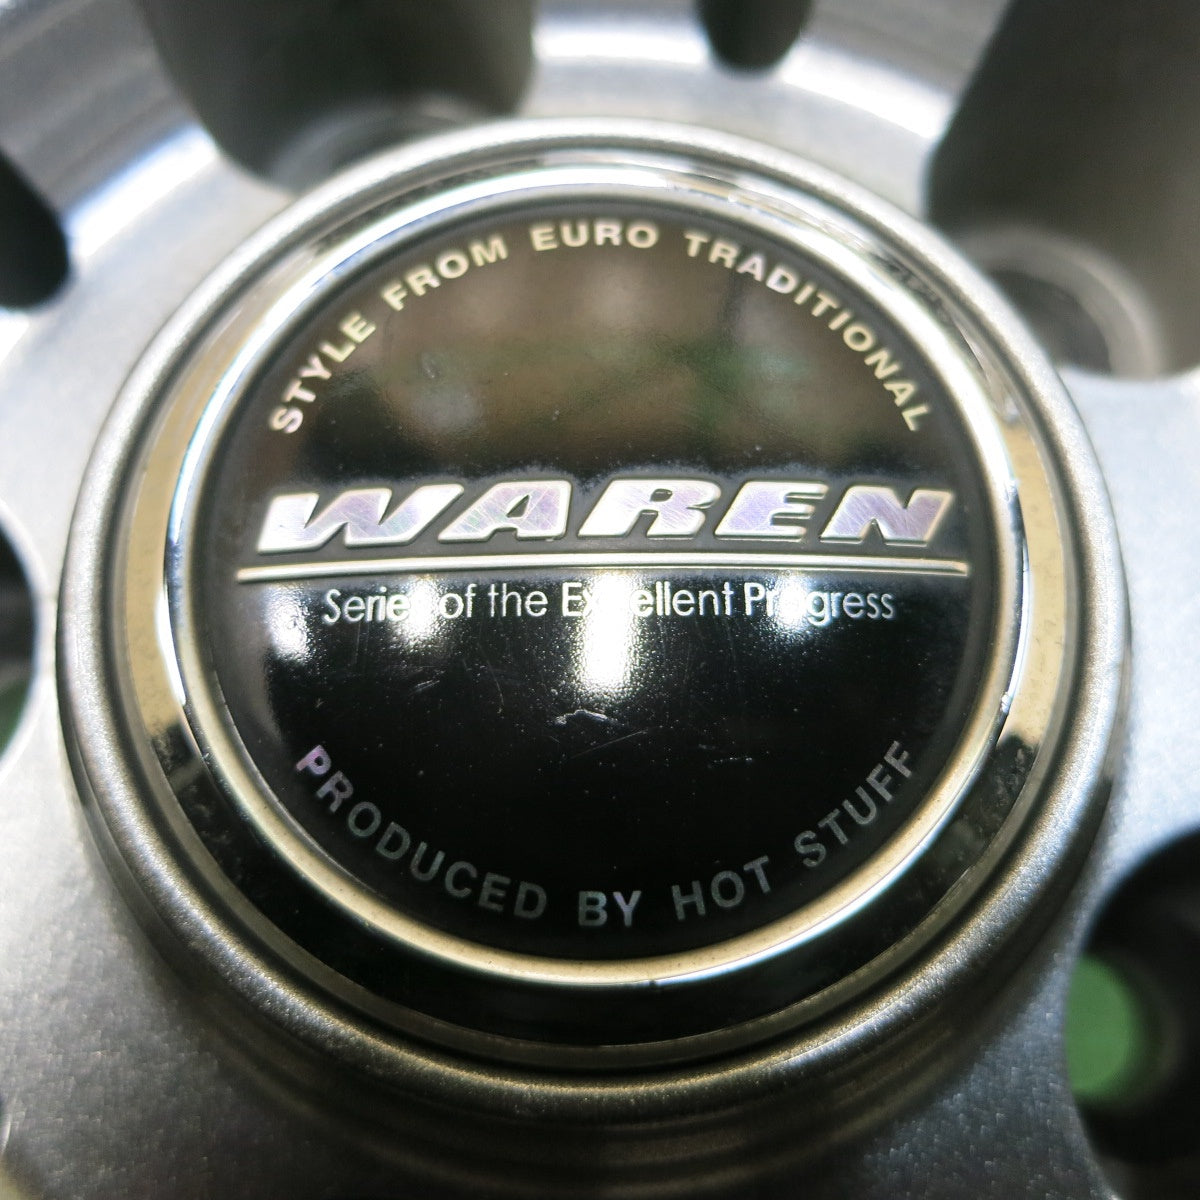 STYLE FROM EURO TRADITIONAL
WAREN
Series of the Excellent Progress
PRODUCED BY HOT STUFF